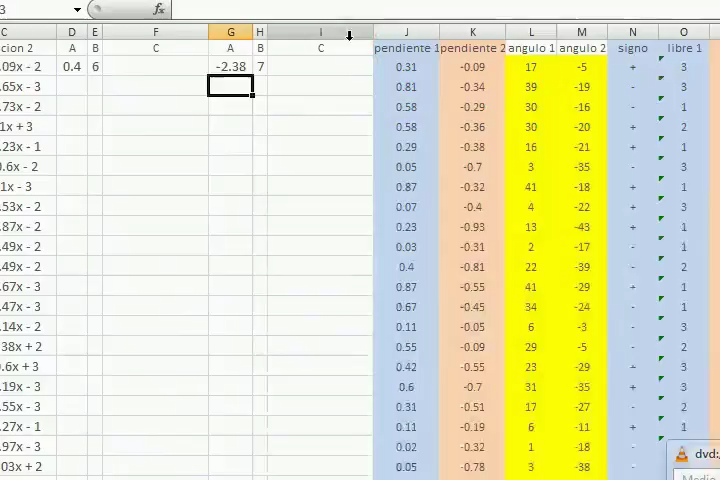 3 fx
C D E F G H I J K L M N O
cion 2 A B C A B C pendiente 1 pendiente 2 angulo 1 angulo 2 signo libre 1
.09x - 2 0.4 6 -2.38 7 0.31 -0.09 17 -5 + 3
.65x - 3 0.81 -0.34 39 -19 - 3
.73x - 2 0.58 -0.29 30 -16 - 1
1x + 3 0.58 -0.36 30 -20 + 2
.23x - 1 0.29 -0.38 16 -21 + 1
0.6x - 2 0.05 -0.7 3 -35 - 3
1x - 3 0.87 -0.32 41 -18 + 1
.53x - 2 0.07 -0.4 4 -22 + 3
.87x - 2 0.23 -0.93 13 -43 + 1
.49x - 2 0.03 -0.31 2 -17 - 1
.49x - 2 0.4 -0.81 22 -39 - 2
.67x - 3 0.87 -0.55 41 -29 + 1
.47x - 3 0.67 -0.45 34 -24 - 1
.14x - 2 0.11 -0.05 6 -3 - 3
38x + 2 0.55 -0.09 29 -5 - 2
0.6x + 3 0.42 -0.55 23 -29 + 3
.19x - 3 0.6 -0.7 31 -35 + 3
.55x - 3 0.31 -0.51 17 -27 - 2
.27x - 1 0.11 -0.19 6 -11 + 1
.97x - 3 0.02 -0.32 1 -18 -
03x + 2 0.05 -0.78 3 -38 -
dvd:
Medio